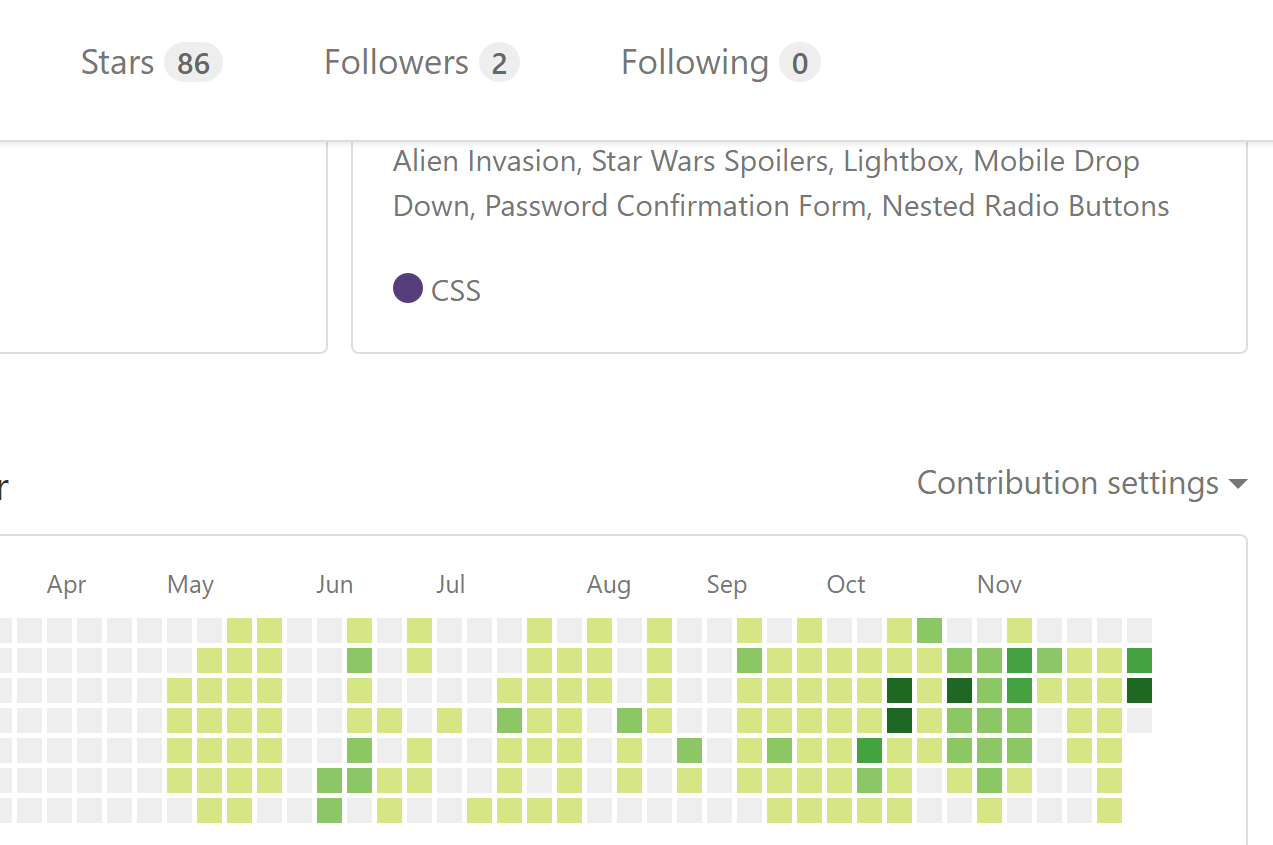 Stars 86 Followers 2 Following 0
Alien Invasion, Star Wars Spoilers, Lightbox, Mobile Drop
Down, Password Confirmation Form, Nested Radio Buttons
CSS
r
Contribution settings
Apr May Jun Jul Aug Sep Oct Nov